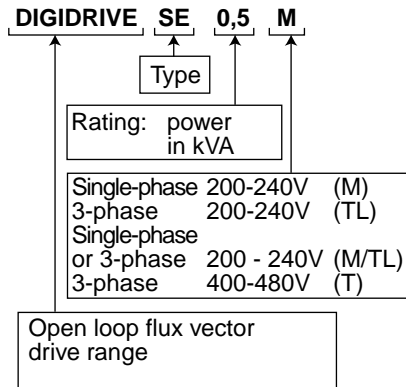 DIGIDRIVE SE 0,5 M
Type
Rating: power
in kVA
Single-phase 200-240V (M)
3-phase 200-240V (TL)
Single-phase
or 3-phase 200 - 240V (M/TL)
3-phase 400-480V (T)
Open loop flux vector
drive range